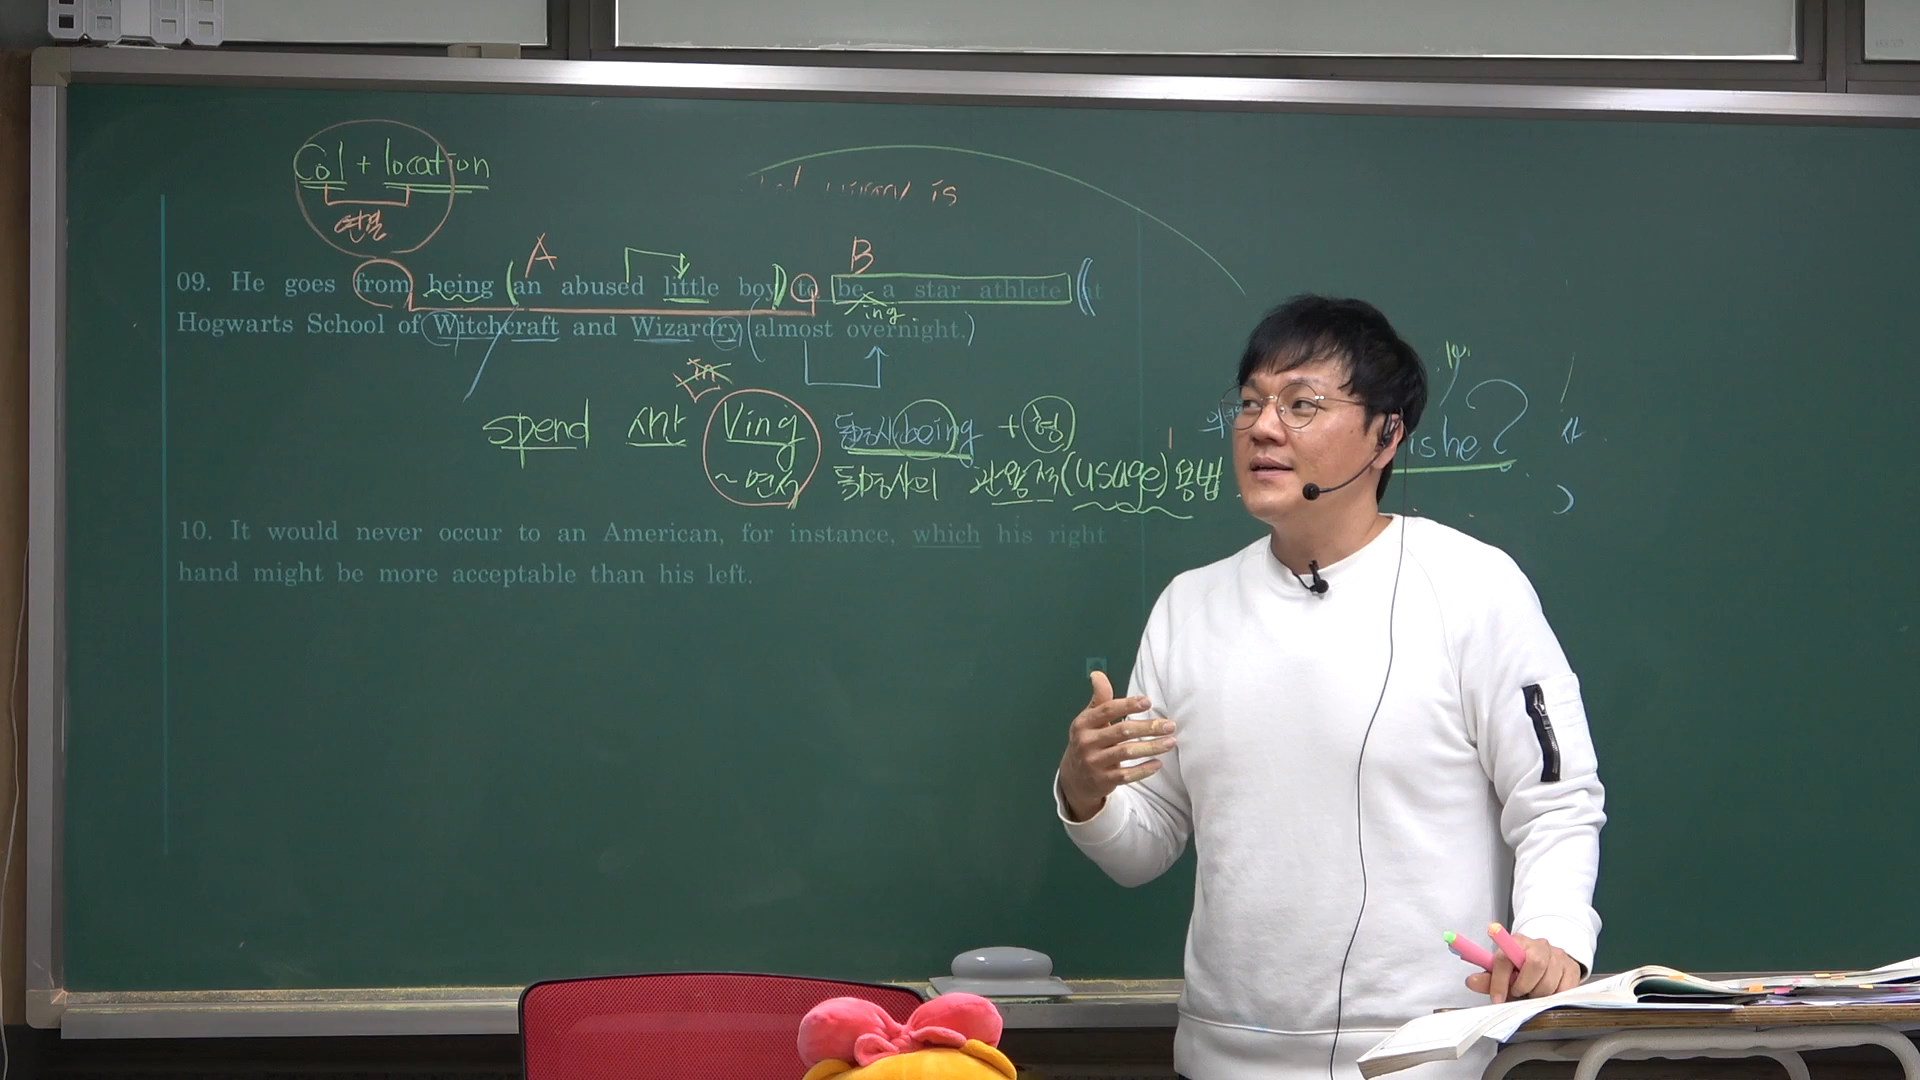 Col + location
연결
is
A
B
09. He goes from being (an abused little boy) to be a star athlete (at
ing.
Hogwarts School of Witchcraft and Wizardry (almost overnight.)
in
spend 시간 Ving 동명사 being + 형
~면서 동명사의 관용적 (usage) 용법
is he?
10. It would never occur to an American, for instance, which his right
hand might be more acceptable than his left.